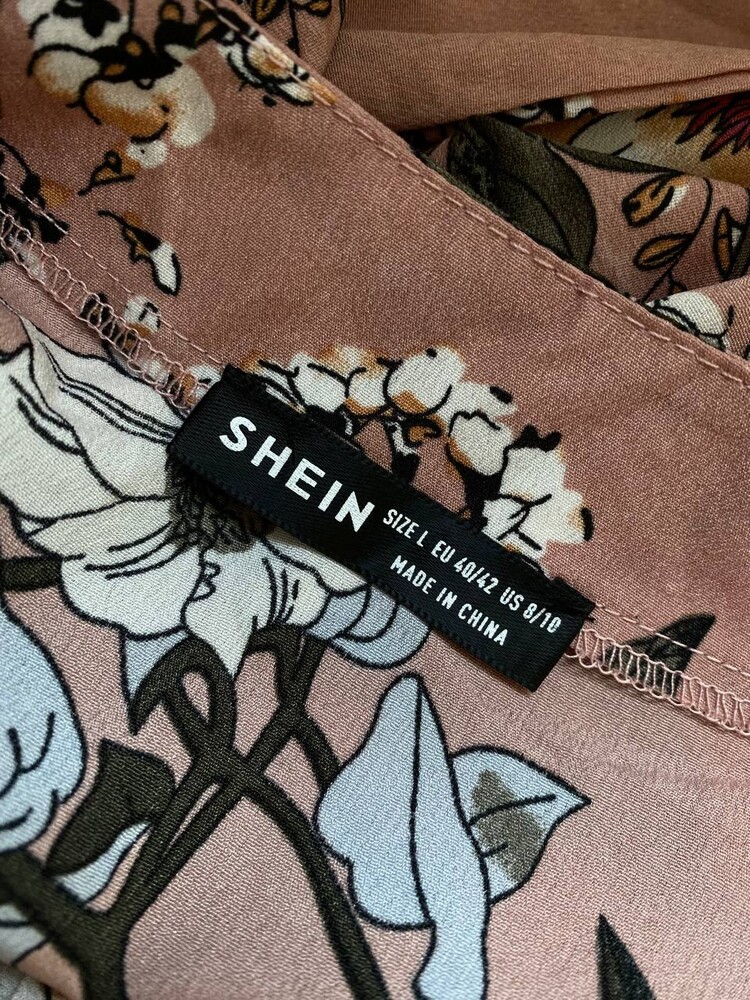 SHEIN
SIZE L EU 40/42 US 8/10
MADE IN CHINA